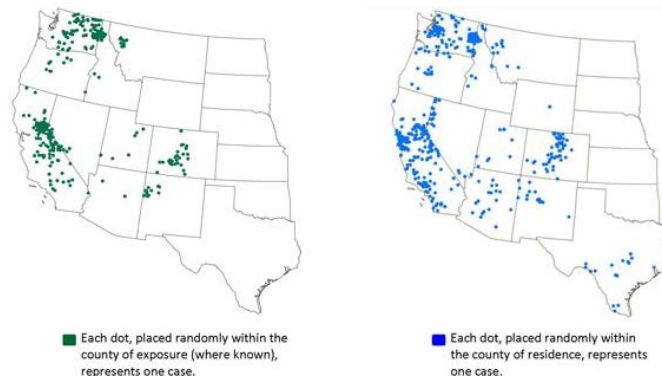 Each dot, placed randomly within the
county of exposure (where known),
represents one case.
Each dot, placed randomly within
the county of residence, represents
one case.